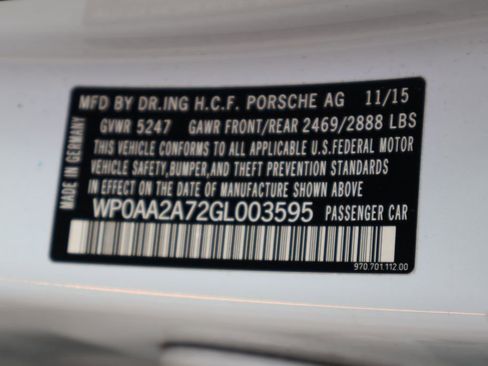 MFD BY DR.ING H.C.F. PORSCHE AG 11/15
GVWR 5247 GAWR FRONT/REAR 2469/2888 LBS
THIS VEHICLE CONFORMS TO ALL APPLICABLE U.S.FEDERAL MOTOR
VEHICLE SAFETY,BUMPER,AND THEFT PREVENTION STANDARDS
IN EFFECT ON THE DATE OF MANUFACTURE SHOWN ABOVE
WP0AA2A72GL003595 PASSENGER CAR
970.701.112.00
MADE IN GERMANY